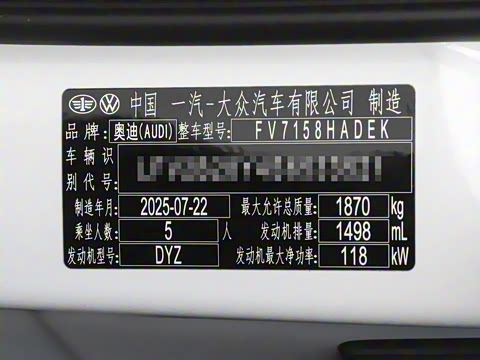 中国 一汽-大众汽车有限公司 制造
品牌: 奥迪(AUDI) 整车型号: FV7158HADEK
车辆识
别代号:
制造年月: 2025-07-22 最大允许总质量: 1870 kg
乘坐人数: 5 人 发动机排量: 1498 mL
发动机型号: DYZ 发动机最大净功率: 118 kW